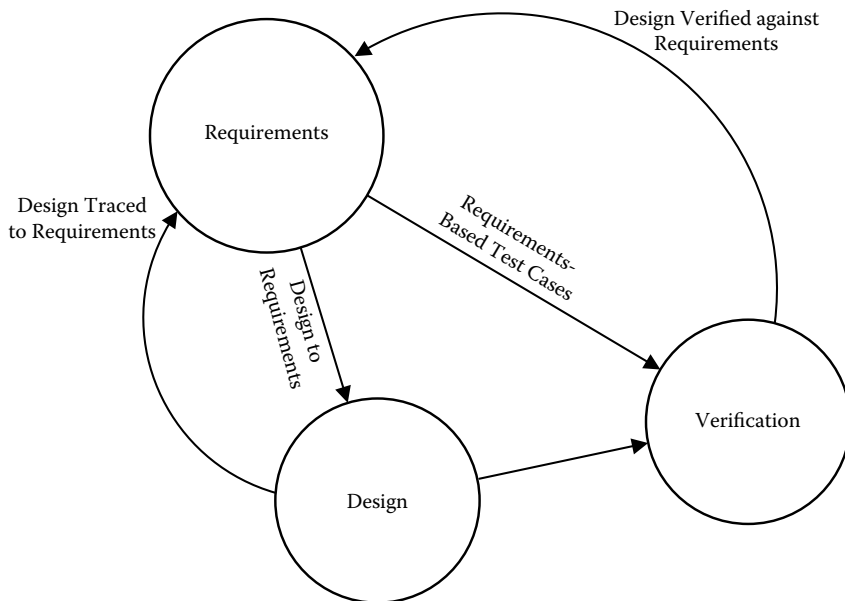 Design Verified against
Requirements
Requirements
Design Traced
to Requirements
Requirements-
Based Test Cases
Design to
Requirements
Verification
Design